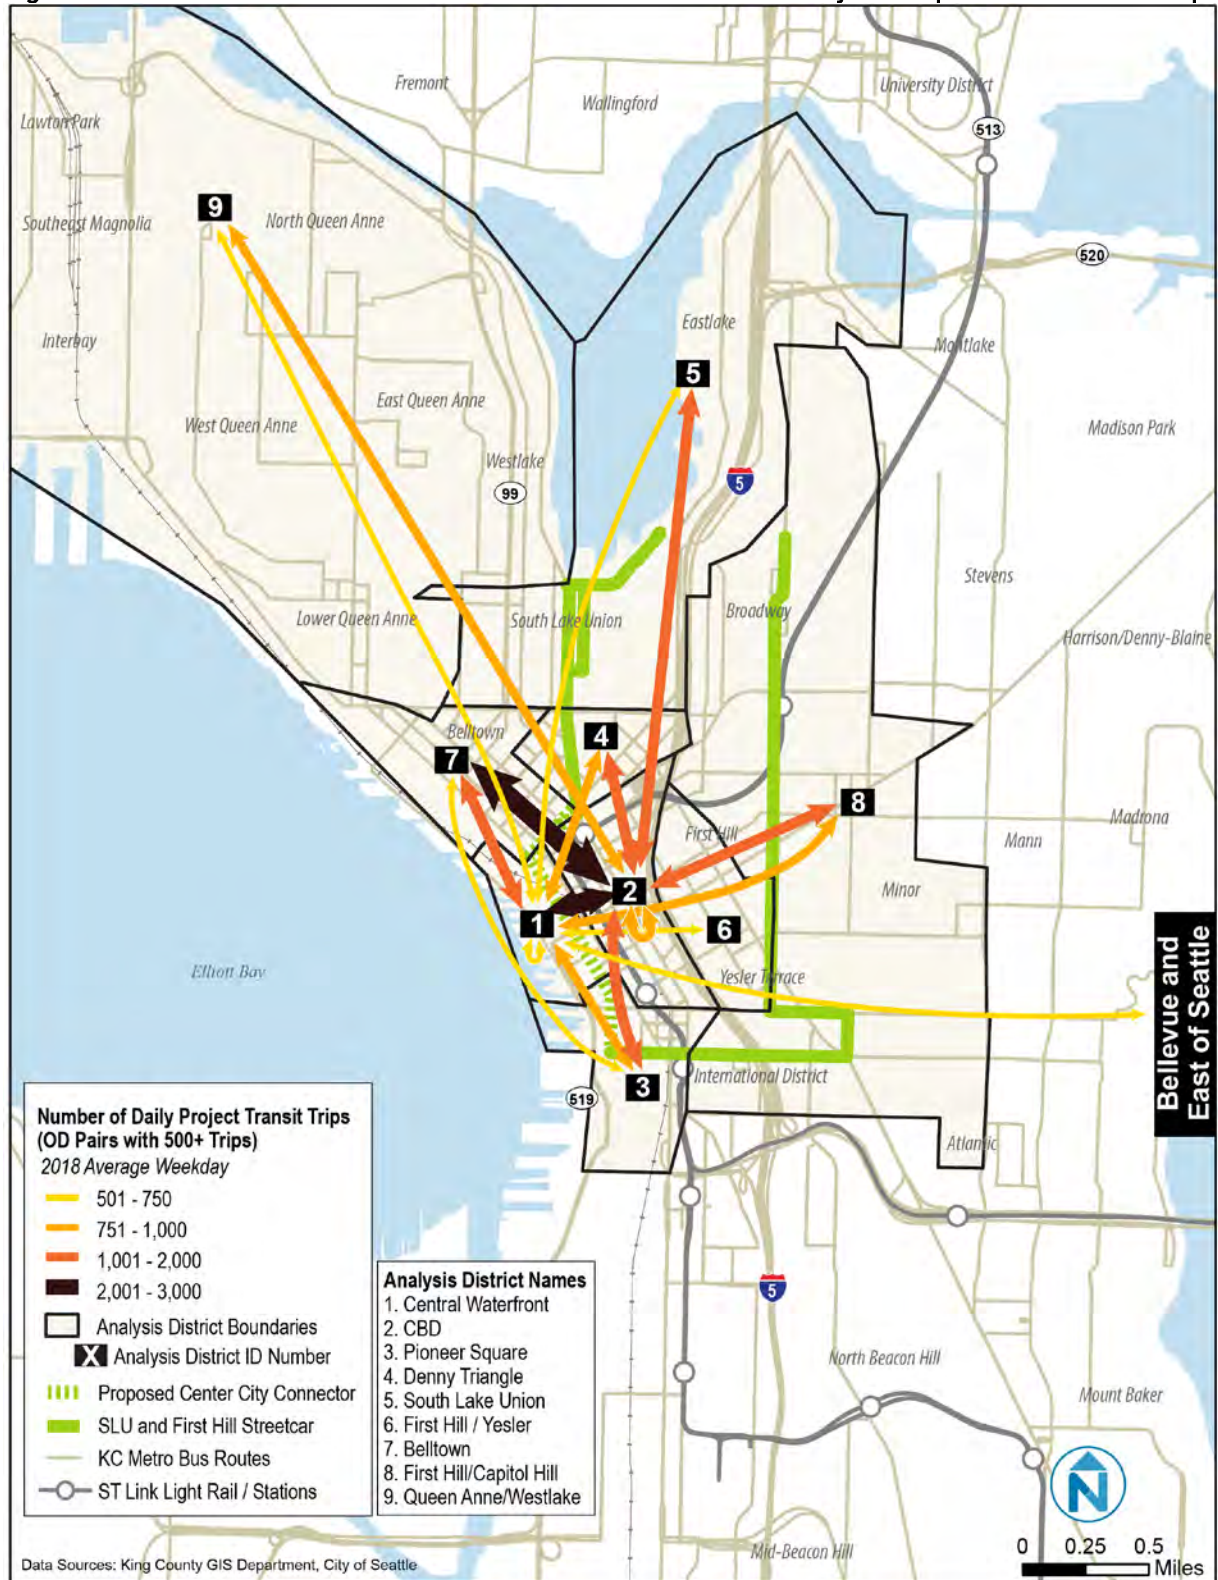 Fremont
Wallingford
University District
Lawton Park
513
9
North Queen Anne
Southeast Magnolia
520
Eastlake
Interbay
Montlake
5
East Queen Anne
West Queen Anne
Madison Park
Westlake
5
99
Stevens
Lower Queen Anne
South Lake Union
Broadway
Harrison/Denny-Blaine
Belltown
4
7
8
First Hill
Madrona
Mann
2
Minor
1
6
Elliott Bay
Yesler Terrace
Bellevue and
East of Seattle
3
International District
519
Atlantic
Number of Daily Project Transit Trips
(OD Pairs with 500+ Trips)
2018 Average Weekday
501 - 750
751 - 1,000
1,001 - 2,000
2,001 - 3,000
Analysis District Boundaries
X Analysis District ID Number
Proposed Center City Connector
SLU and First Hill Streetcar
KC Metro Bus Routes
ST Link Light Rail / Stations
Analysis District Names
1. Central Waterfront
2. CBD
3. Pioneer Square
4. Denny Triangle
5. South Lake Union
6. First Hill / Yesler
7. Belltown
8. First Hill/Capitol Hill
9. Queen Anne/Westlake
5
North Beacon Hill
Mount Baker
N
Mid-Beacon Hill
0 0.25 0.5
Miles
Data Sources: King County GIS Department, City of Seattle